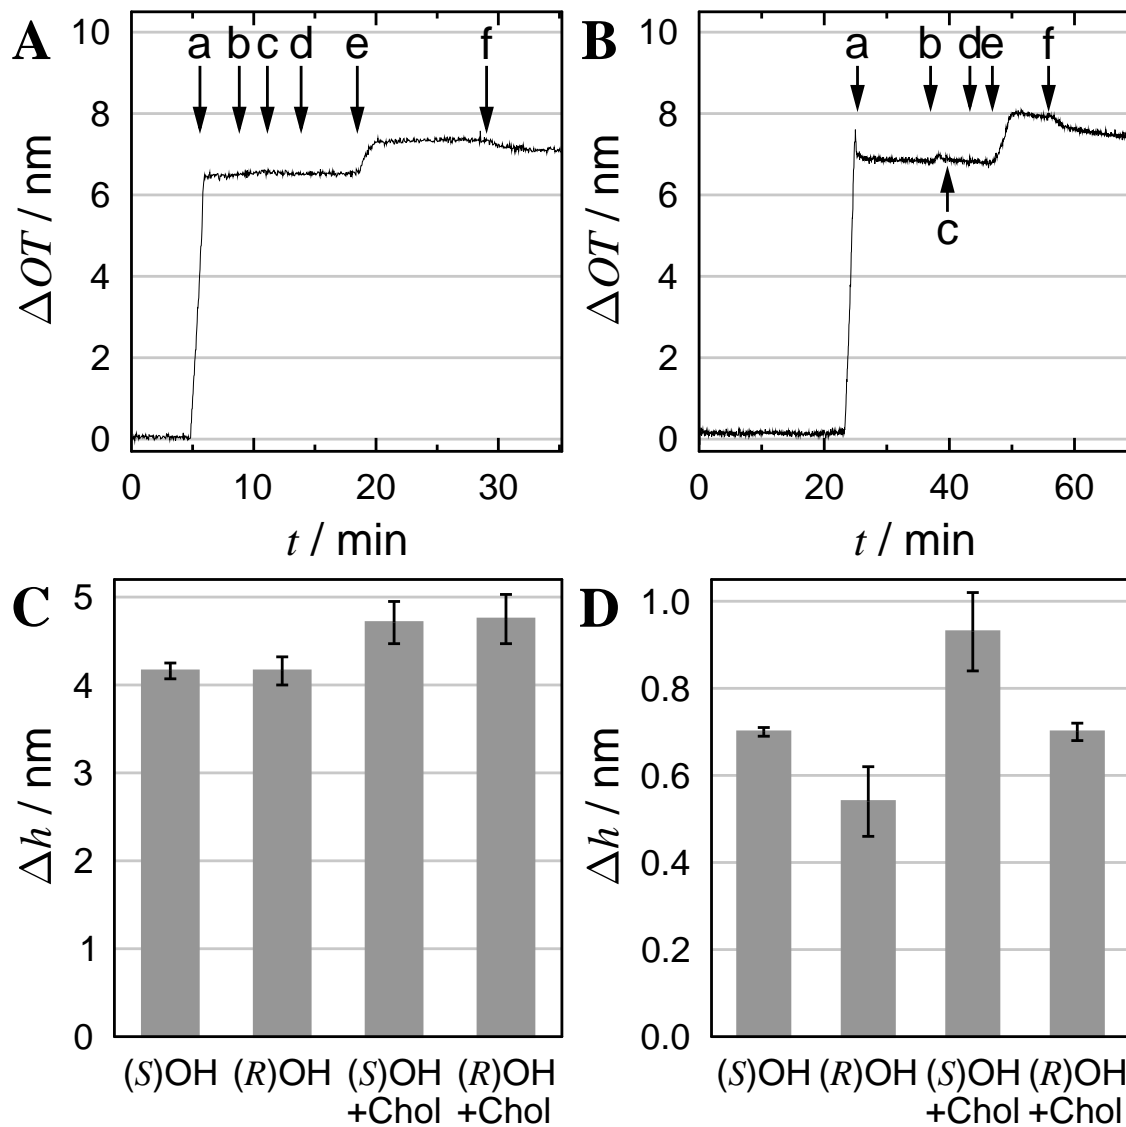 A
10
8
6
4
2
0
ΔOT / nm
a b c d e f
0 10 20 30
t / min
B
10
8
6
4
2
0
ΔOT / nm
a b d e f
c
0 20 40 60
t / min
C
5
4
3
2
1
0
Δh / nm
(S)OH (R)OH (S)OH (R)OH
+Chol +Chol
D
1.0
0.8
0.6
0.4
0.2
0.0
Δh / nm
(S)OH (R)OH (S)OH (R)OH
+Chol +Chol